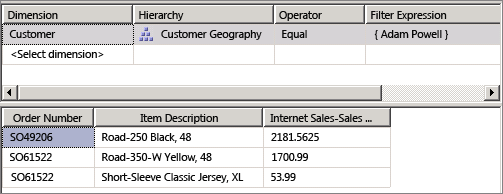 Dimension Hierarchy Operator Filter Expression
Customer Customer Geography Equal { Adam Powell }
<Select dimension>
Order Number Item Description Internet Sales-Sales ...
SO49206 Road-250 Black, 48 2181.5625
SO61522 Road-350-W Yellow, 48 1700.99
SO61522 Short-Sleeve Classic Jersey, XL 53.99